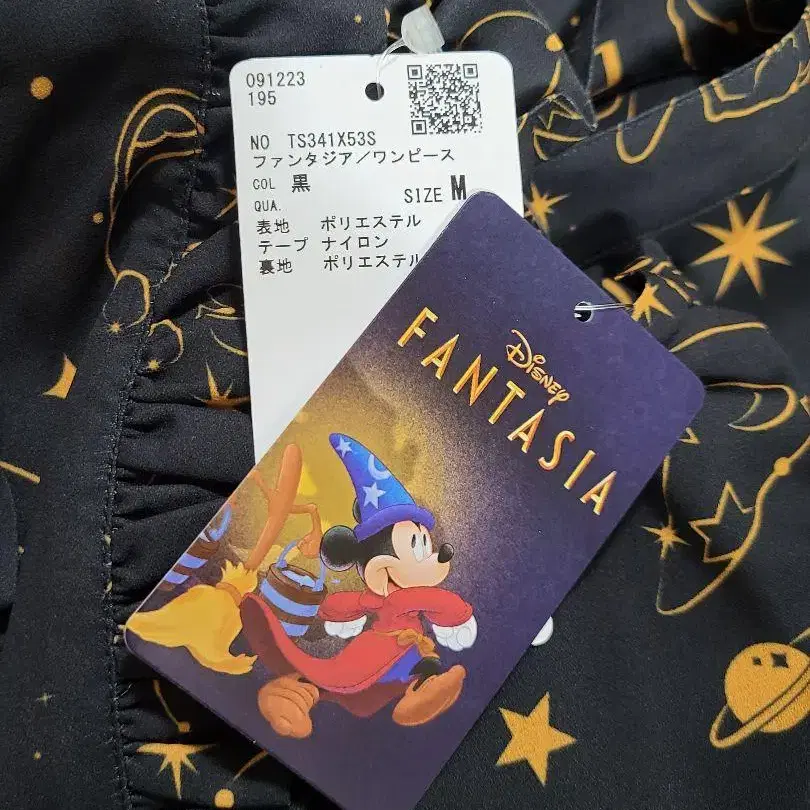 091223
195
NO TS341X53S
ファンタジア／ワンピース
COL 黒
QUA. SIZE M
表地 ポリエステル
テープ ナイロン
裏地 ポリエステル
Disney
FANTASIA